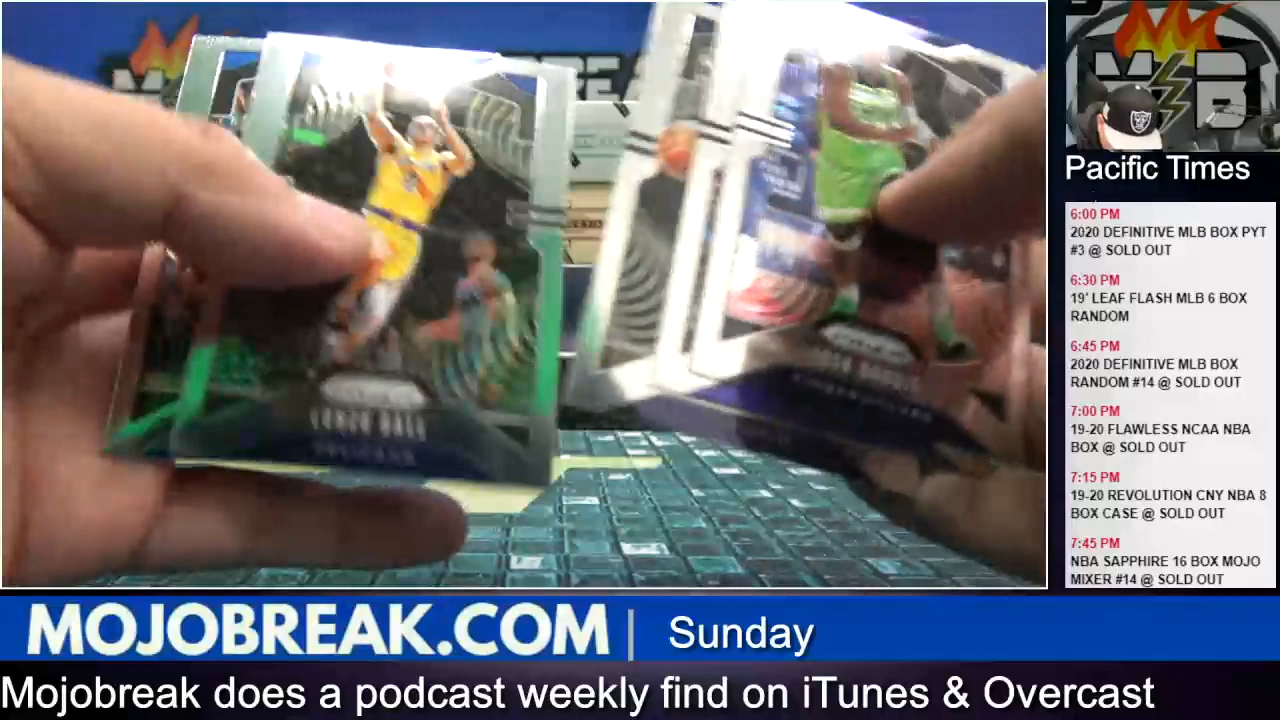 Pacific Times
6:00 PM
2020 DEFINITIVE MLB BOX PYT
#3 @ SOLD OUT
6:30 PM
19' LEAF FLASH MLB 6 BOX
RANDOM
6:45 PM
2020 DEFINITIVE MLB BOX
RANDOM #14 @ SOLD OUT
7:00 PM
19-20 FLAWLESS NCAA NBA
BOX @ SOLD OUT
7:15 PM
19-20 REVOLUTION CNY NBA 8
BOX CASE @ SOLD OUT
7:45 PM
NBA SAPPHIRE 16 BOX MOJO
MIXER #14 @ SOLD OUT
LONZO BALL
MOJOBREAK.COM | Sunday
Mojobreak does a podcast weekly find on iTunes & Overcast